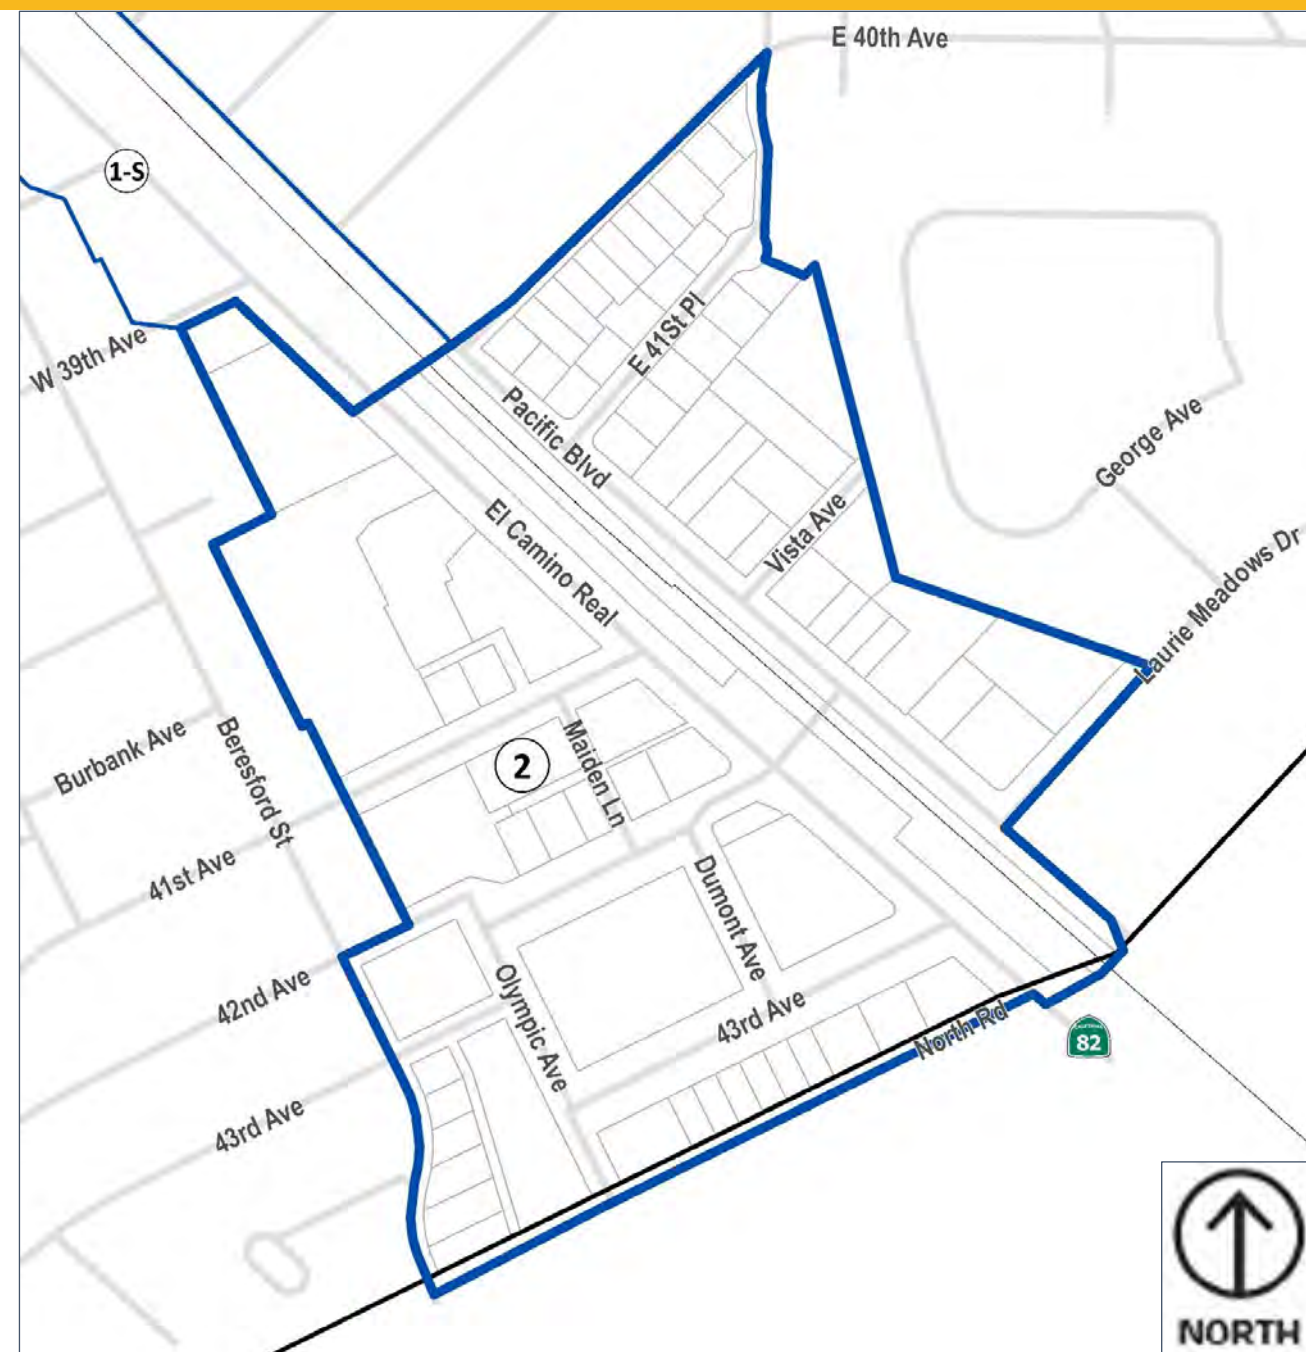 E 40th Ave
1-S
W 39th Ave
E 41St Pl
Pacific Blvd
George Ave
El Camino Real
Vista Ave
Laurie Meadows Dr
Burbank Ave
Beresford St
Maiden Ln
2
41st Ave
Dumont Ave
42nd Ave
Olympic Ave
43rd Ave
North Rd
82
43rd Ave
NORTH